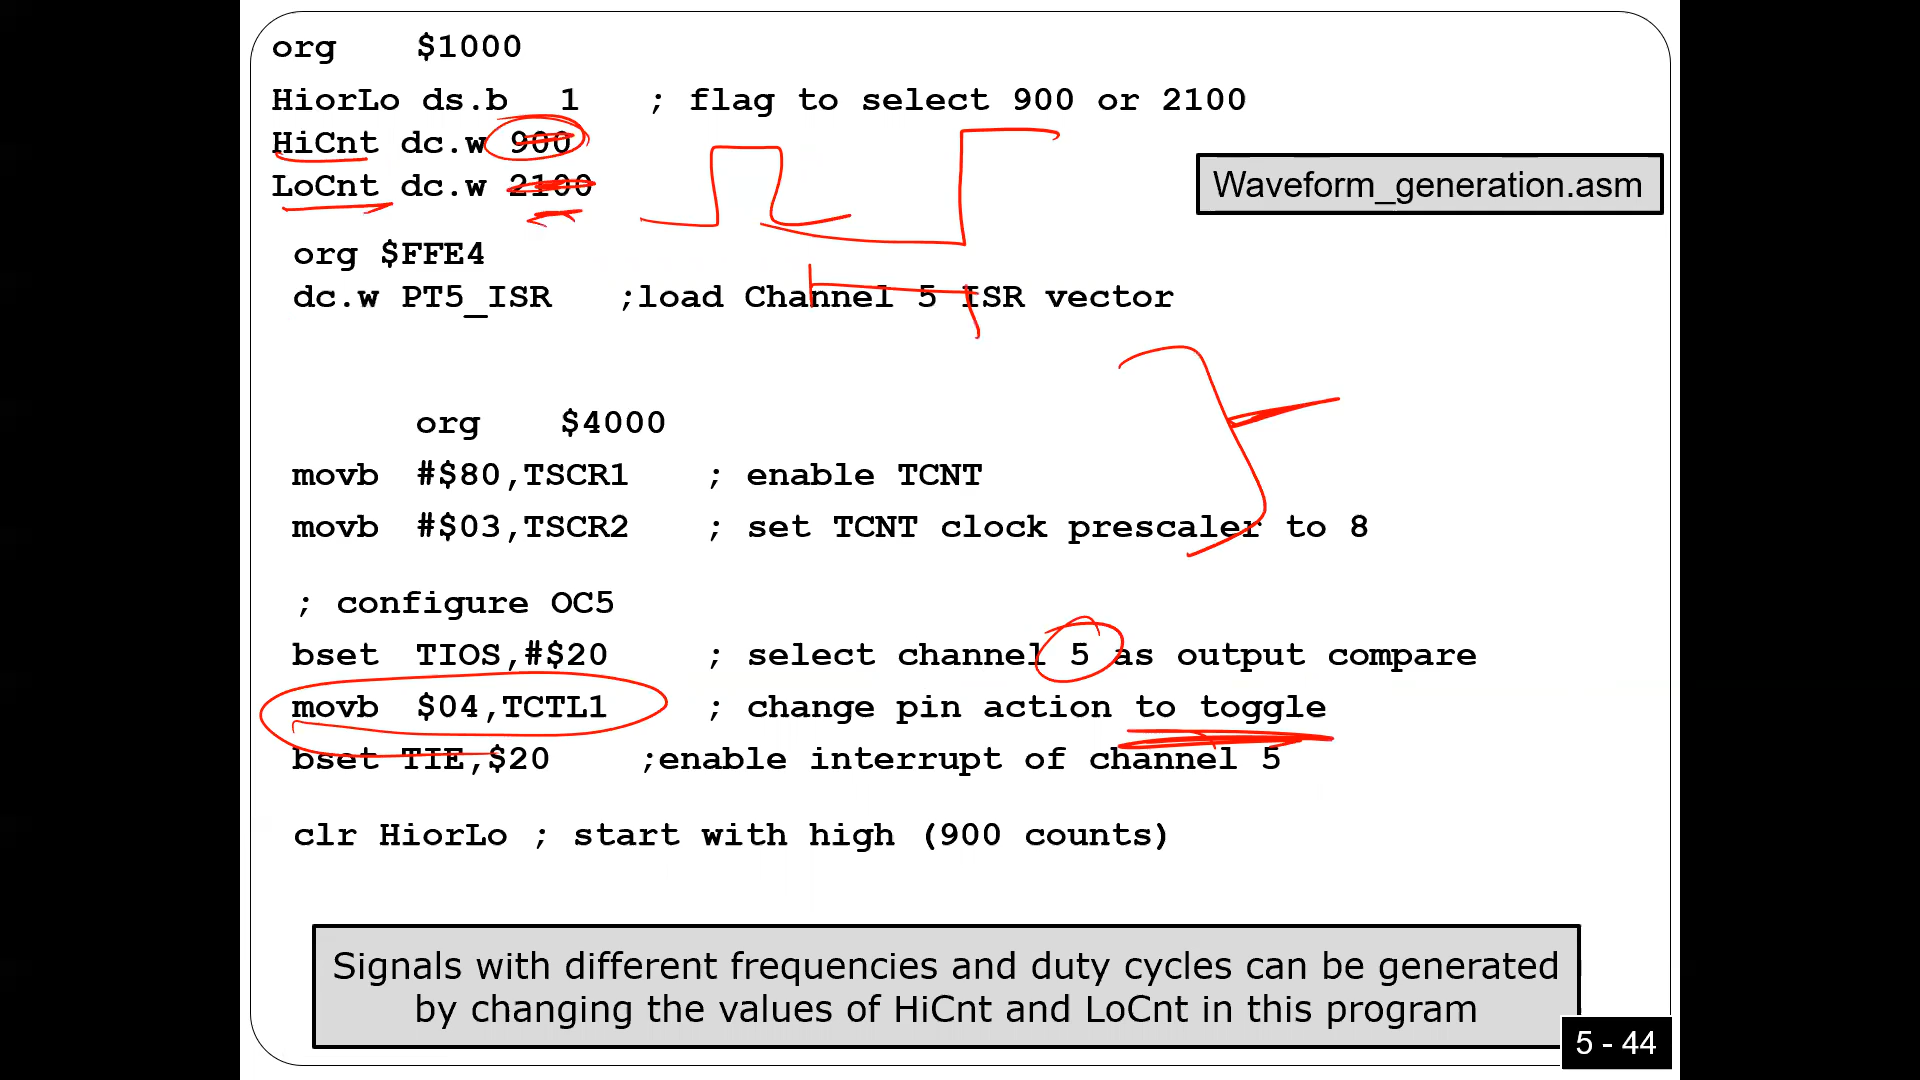 org $1000
HiorLo ds.b 1 ; flag to select 900 or 2100
HiCnt dc.w 900
LoCnt dc.w 2100
Waveform_generation.asm
org $FFE4
dc.w PT5_ISR ;load Channel 5 ISR vector
org $4000
movb #$80,TSCR1 ; enable TCNT
movb #$03,TSCR2 ; set TCNT clock prescaler to 8
; configure OC5
bset TIOS,#$20 ; select channel 5 as output compare
movb $04,TCTL1 ; change pin action to toggle
bset TIE,$20 ;enable interrupt of channel 5
clr HiorLo ; start with high (900 counts)
Signals with different frequencies and duty cycles can be generated
by changing the values of HiCnt and LoCnt in this program
5 - 44